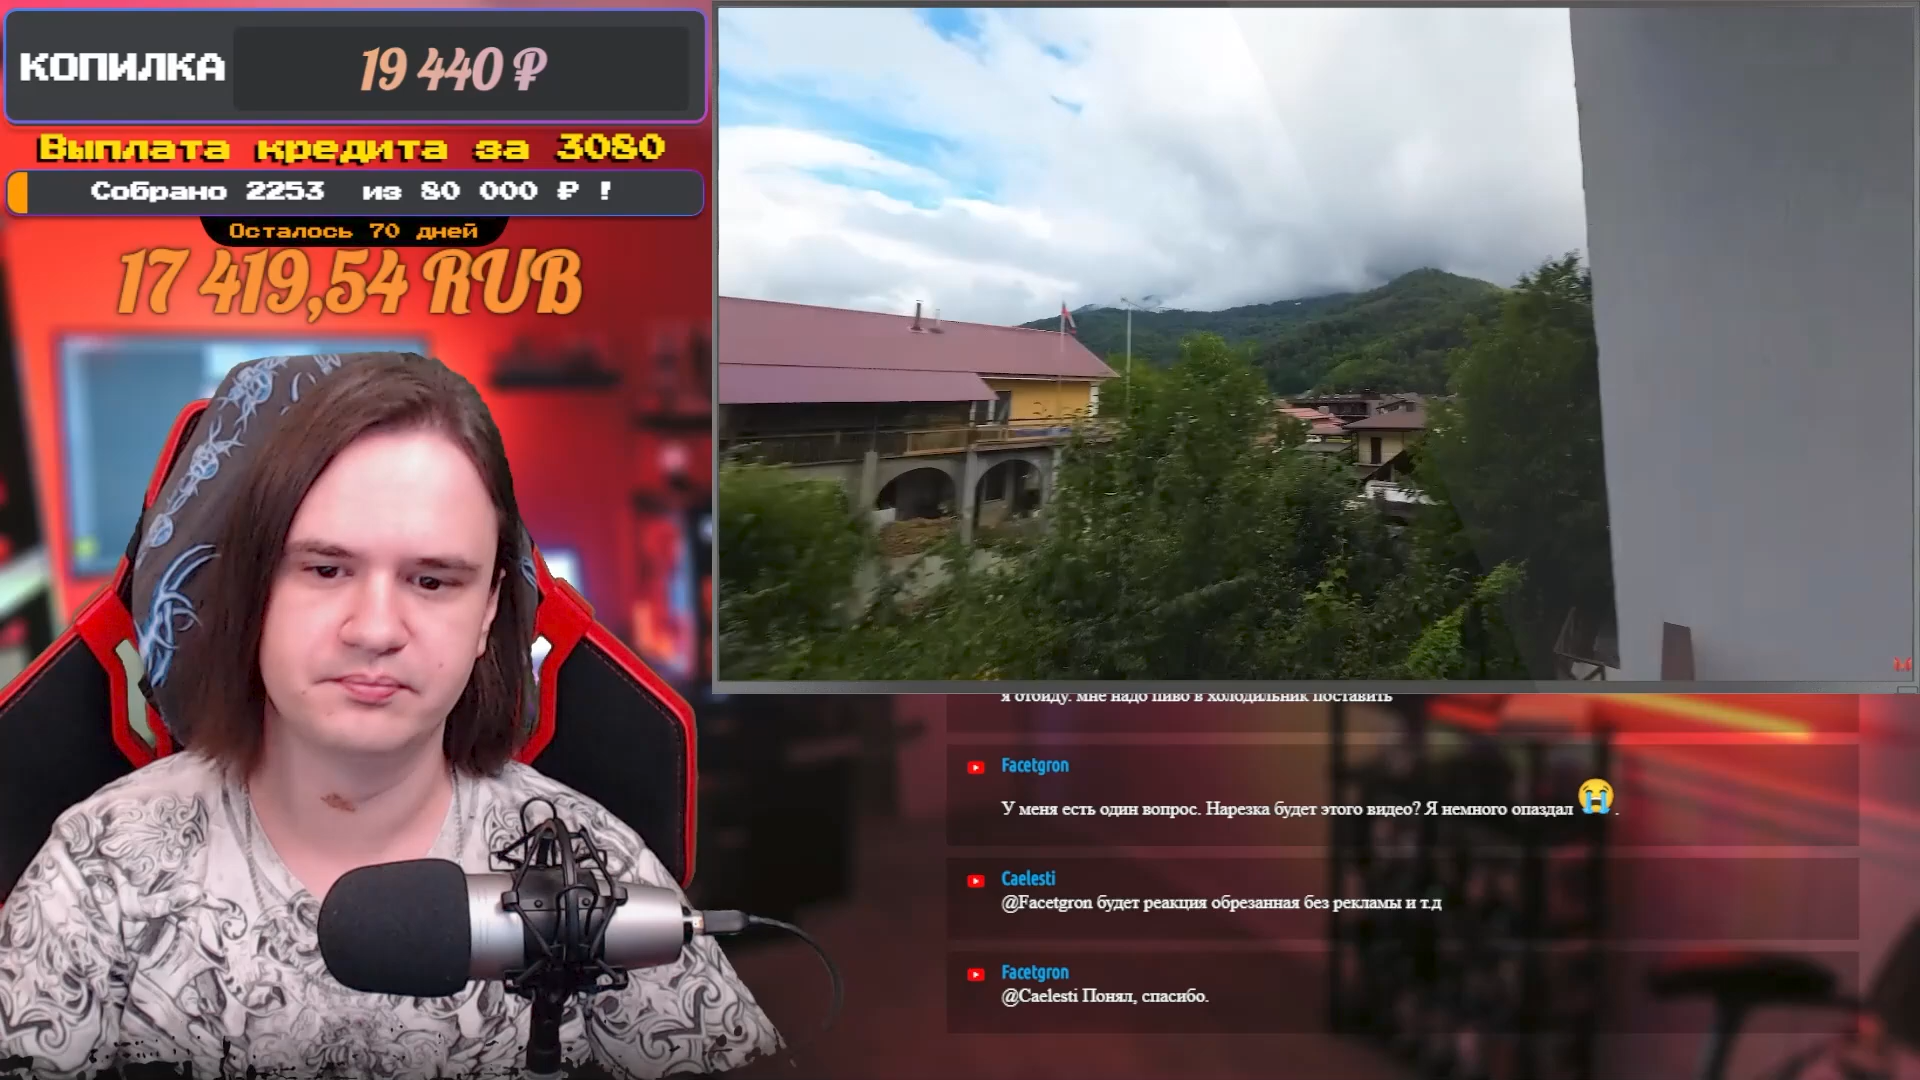 КОПИЛКА
19 440 ₽
Выплата кредита за 3080
Собрано 2253 из 80 000 ₽ !
Осталось 70 дней
17 419,54 RUB
я отойду. мне надо пиво в холодильник поставить
Facetgron
У меня есть один вопрос. Нарезка будет этого видео? Я немного опаздал 😭.
Caelesti
@Facetgron будет реакция обрезанная без рекламы и т.д
Facetgron
@Caelesti Понял, спасибо.